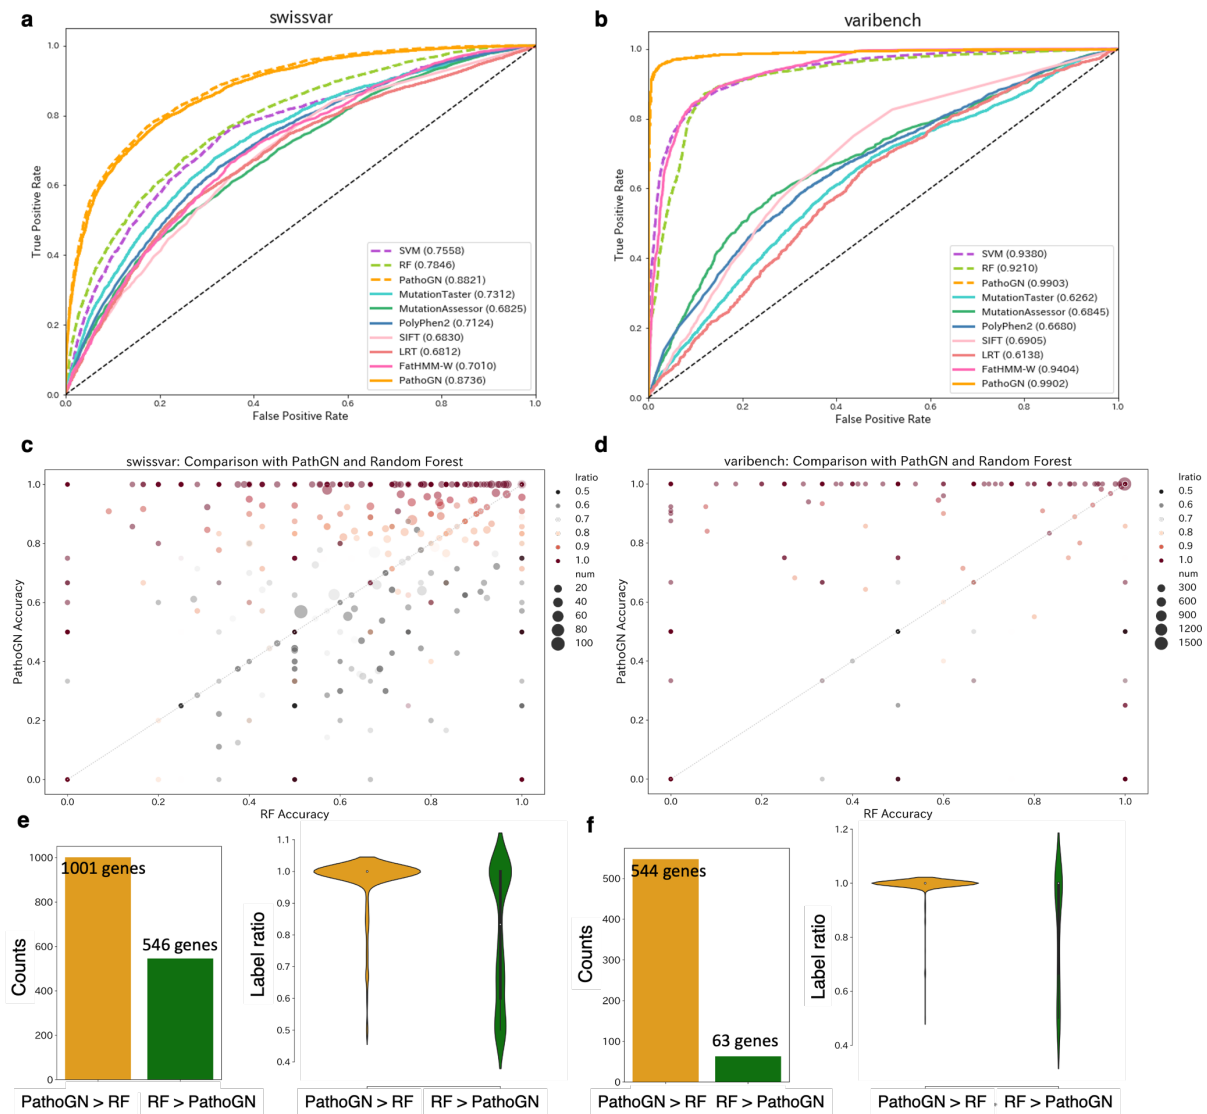 a
swissvar
1.0
0.8
0.6
0.4
0.2
0.0
True Positive Rate
0.0 0.2 0.4 0.6 0.8 1.0
False Positive Rate
SVM (0.7558)
RF (0.7846)
PathoGN (0.8821)
MutationTaster (0.7312)
MutationAssessor (0.6825)
PolyPhen2 (0.7124)
SIFT (0.6830)
LRT (0.6812)
FatHMM-W (0.7010)
PathoGN (0.8736)
b
varibench
1.0
0.8
0.6
0.4
0.2
0.0
True Positive Rate
0.0 0.2 0.4 0.6 0.8 1.0
False Positive Rate
SVM (0.9380)
RF (0.9210)
PathoGN (0.9903)
MutationTaster (0.6262)
MutationAssessor (0.6845)
PolyPhen2 (0.6680)
SIFT (0.6905)
LRT (0.6138)
FatHMM-W (0.9404)
PathoGN (0.9902)
c
swissvar: Comparison with PathGN and Random Forest
1.0
0.8
0.6
0.4
0.2
0.0
PathoGN Accuracy
0.0 0.2 0.4 0.6 0.8 1.0
RF Accuracy
lratio
0.5
0.6
0.7
0.8
0.9
1.0
num
20
40
60
80
100
d
varibench: Comparison with PathGN and Random Forest
1.0
0.8
0.6
0.4
0.2
0.0
PathoGN Accuracy
0.0 0.2 0.4 0.6 0.8 1.0
RF Accuracy
lratio
0.5
0.6
0.7
0.8
0.9
1.0
num
300
600
900
1200
1500
e
1000
800
600
400
200
0
Counts
1001 genes
546 genes
PathoGN > RF RF > PathoGN
1.1
1.0
0.9
0.8
0.7
0.6
0.5
0.4
Label ratio
PathoGN > RF RF > PathoGN
f
500
400
300
200
100
0
Counts
544 genes
63 genes
PathoGN > RF RF > PathoGN
1.2
1.0
0.8
0.6
0.4
Label ratio
PathoGN > RF RF > PathoGN